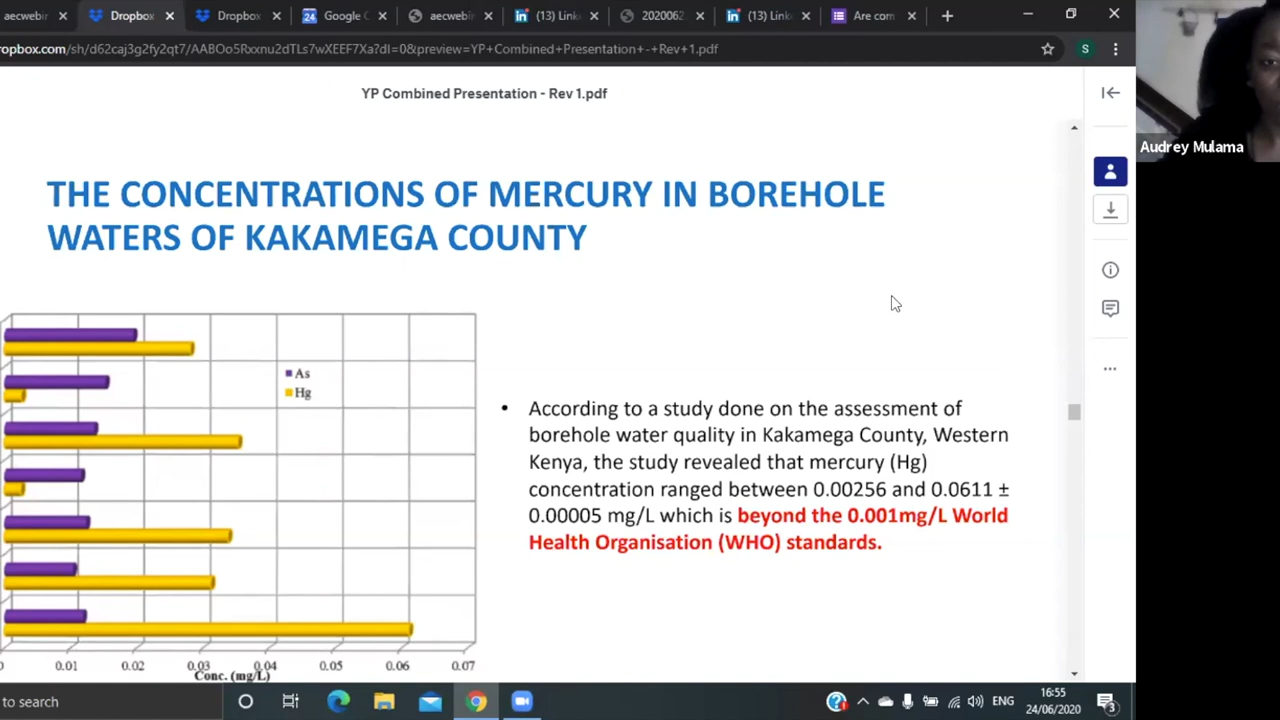 aecwebin
Dropbox
Dropbox
Google C
aecwebin
(13) Link
2020062
(13) Link
Are com
ropbox.com/sh/d62caj3g2fy2qt7/AABOo5Rxxnu2dTLs7wXEEF7Xa?dl=0&preview=YP+Combined+Presentation+-+Rev+1.pdf
S
YP Combined Presentation - Rev 1.pdf
Audrey Mulama
THE CONCENTRATIONS OF MERCURY IN BOREHOLE
WATERS OF KAKAMEGA COUNTY
As
Hg
0.01 0.02 0.03 0.04 0.05 0.06 0.07
Conc. (mg/L)
• According to a study done on the assessment of
borehole water quality in Kakamega County, Western
Kenya, the study revealed that mercury (Hg)
concentration ranged between 0.00256 and 0.0611 ±
0.00005 mg/L which is beyond the 0.001mg/L World
Health Organisation (WHO) standards.
to search
ENG
16:55
24/06/2020
3